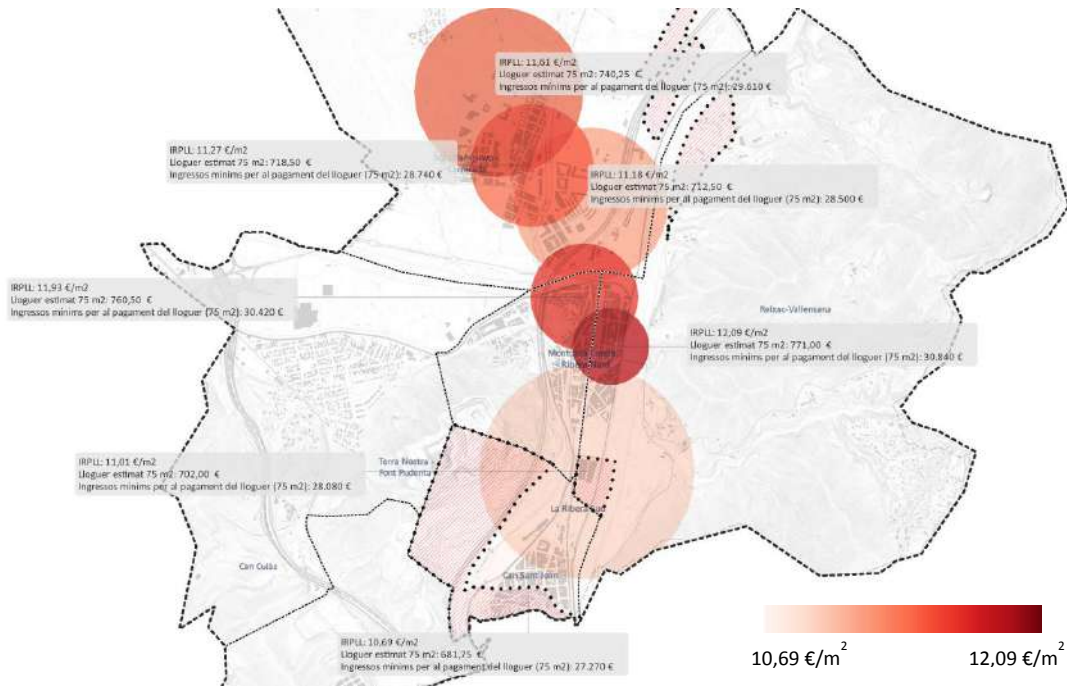 IRPLL: 11,61 €/m2
Lloguer estimat 75 m2: 740,25 €
Ingressos mínims per al pagament del lloguer (75 m2): 29.610 €
IRPLL: 11,27 €/m2
Lloguer estimat 75 m2: 718,50 €
Ingressos mínims per al pagament del lloguer (75 m2): 28.740 €
IRPLL: 11,18 €/m2
Lloguer estimat 75 m2: 712,50 €
Ingressos mínims per al pagament del lloguer (75 m2): 28.500 €
IRPLL: 11,93 €/m2
Lloguer estimat 75 m2: 760,50 €
Ingressos mínims per al pagament del lloguer (75 m2): 30.420 €
Reixac-Vallensana
IRPLL: 12,09 €/m2
Lloguer estimat 75 m2: 771,00 €
Ingressos mínims per al pagament del lloguer (75 m2): 30.840 €
Montcada Centre
- Ribera Nord
IRPLL: 11,01 €/m2
Lloguer estimat 75 m2: 702,00 €
Ingressos mínims per al pagament del lloguer (75 m2): 28.080 €
Terra Nostra -
Font Pudenta
La Ribera Sud
Can Cuiàs
Can Sant Joan
IRPLL: 10,69 €/m2
Lloguer estimat 75 m2: 681,75 €
Ingressos mínims per al pagament del lloguer (75 m2): 27.270 €
10,69 €/m²
12,09 €/m²